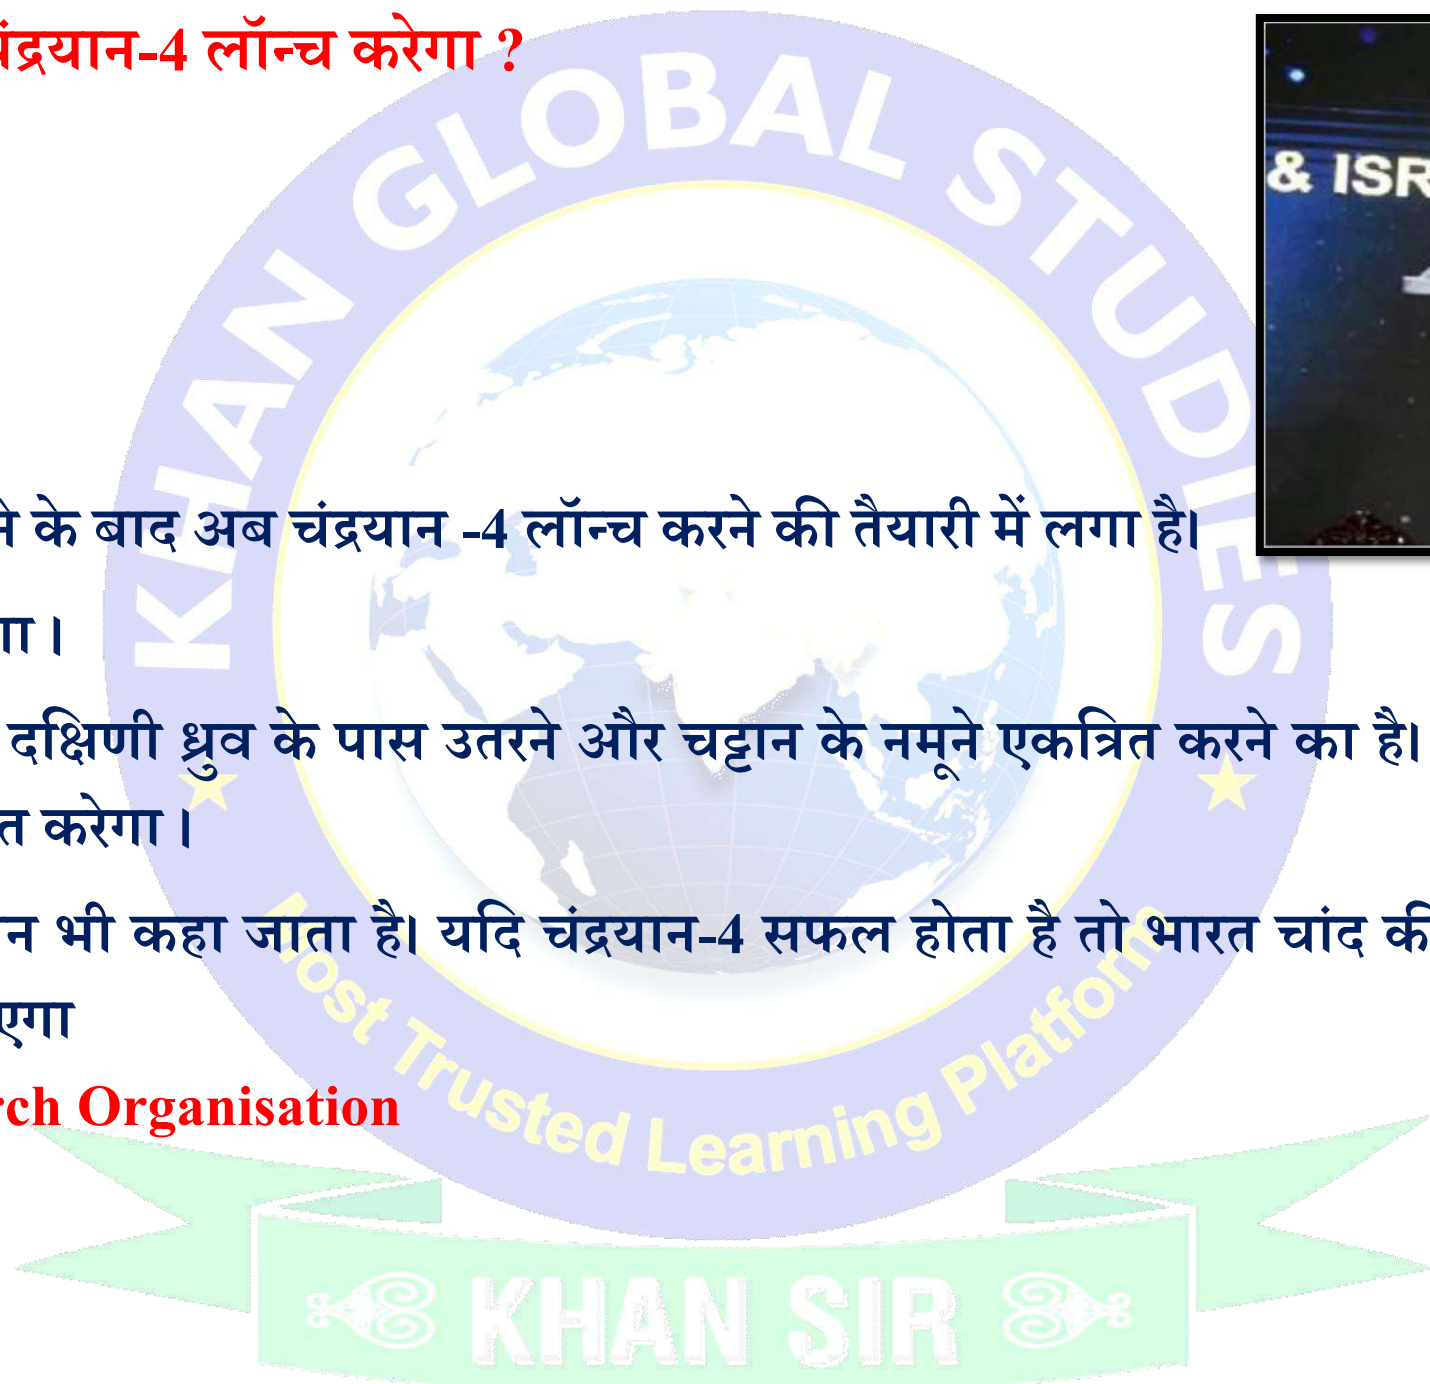 चंद्रयान-4 लॉन्च करेगा ?
& ISR
के बाद अब चंद्रयान -4 लॉन्च करने की तैयारी में लगा है।
गा।
दक्षिणी ध्रुव के पास उतरने और चट्टान के नमूने एकत्रित करने का है।
त करेगा।
न भी कहा जाता है। यदि चंद्रयान-4 सफल होता है तो भारत चांद की
एगा
rch Organisation
KHAN GLOBAL STUDIES
Most Trusted Learning Platform
KHAN SIR